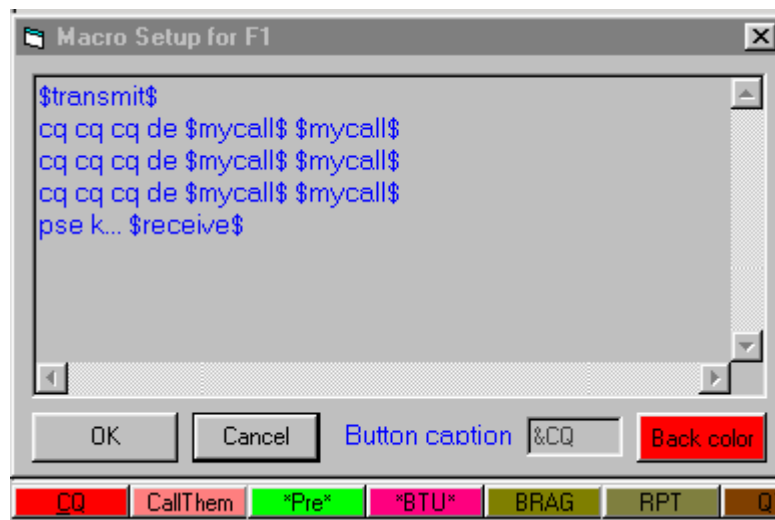 Macro Setup for F1
$transmit$
cq cq cq de $mycall$ $mycall$
cq cq cq de $mycall$ $mycall$
cq cq cq de $mycall$ $mycall$
pse k... $receive$
OK Cancel Button caption &CQ Back color
CQ CallThem *Pre* *BTU* BRAG RPT